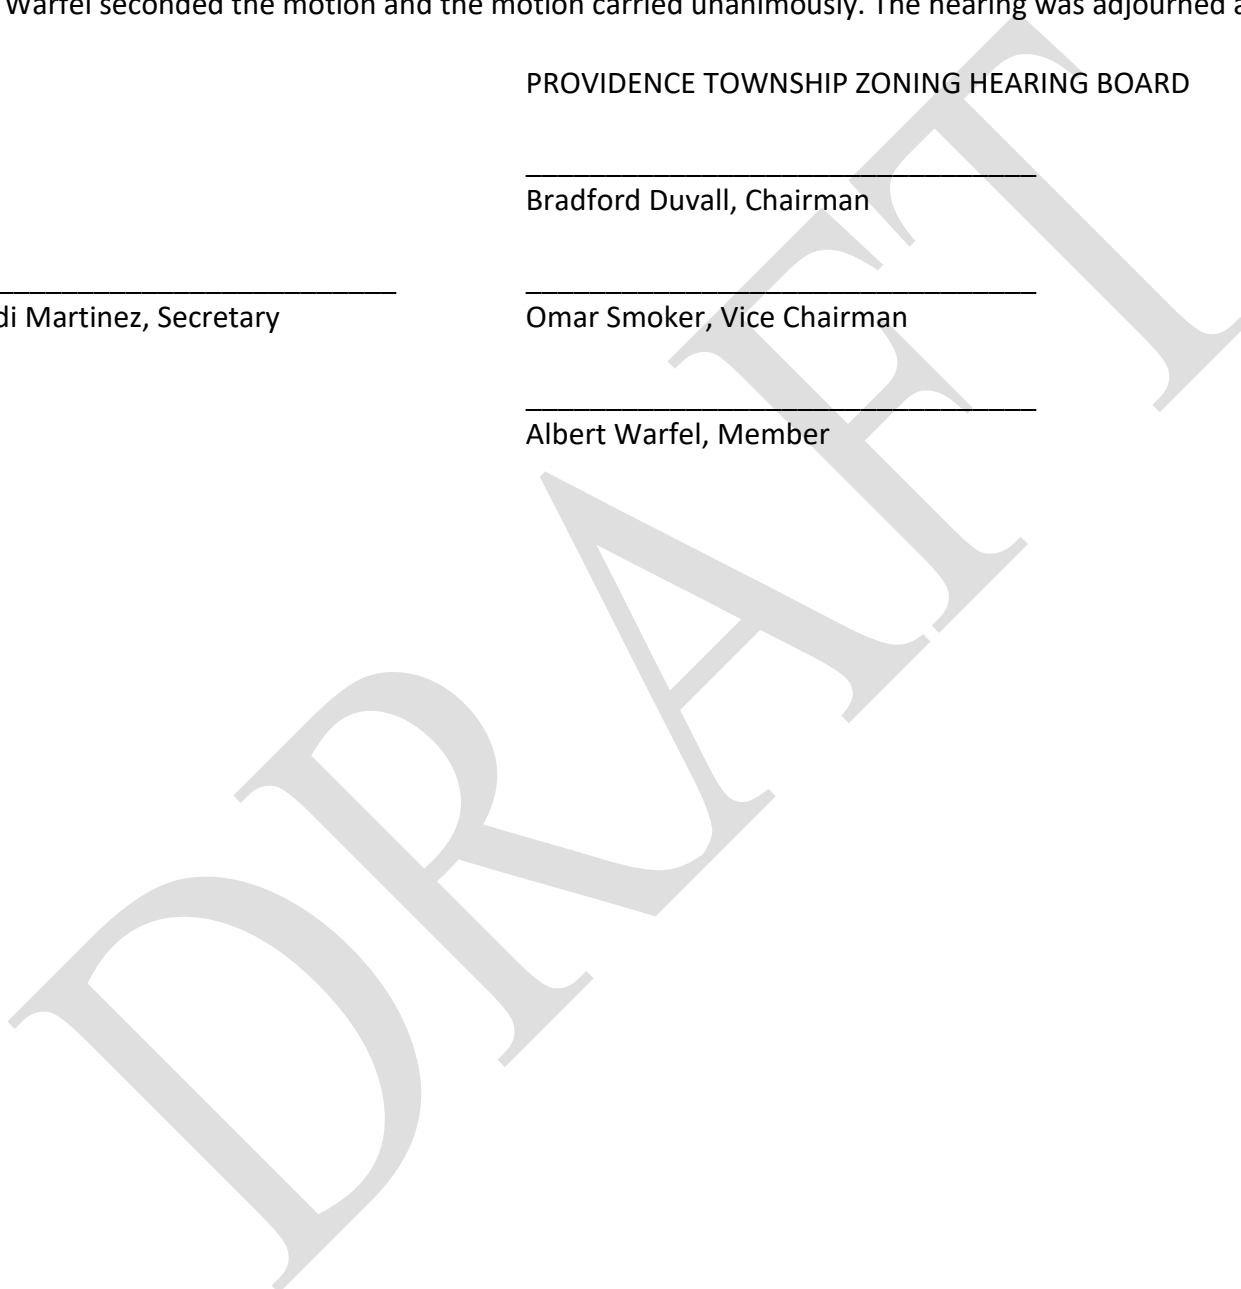 Warfel seconded the motion and the motion carried unanimously. The hearing was adjourned
PROVIDENCE TOWNSHIP ZONING HEARING BOARD
Bradford Duvall, Chairman
di Martinez, Secretary Omar Smoker, Vice Chairman
Albert Warfel, Member
DRAFT